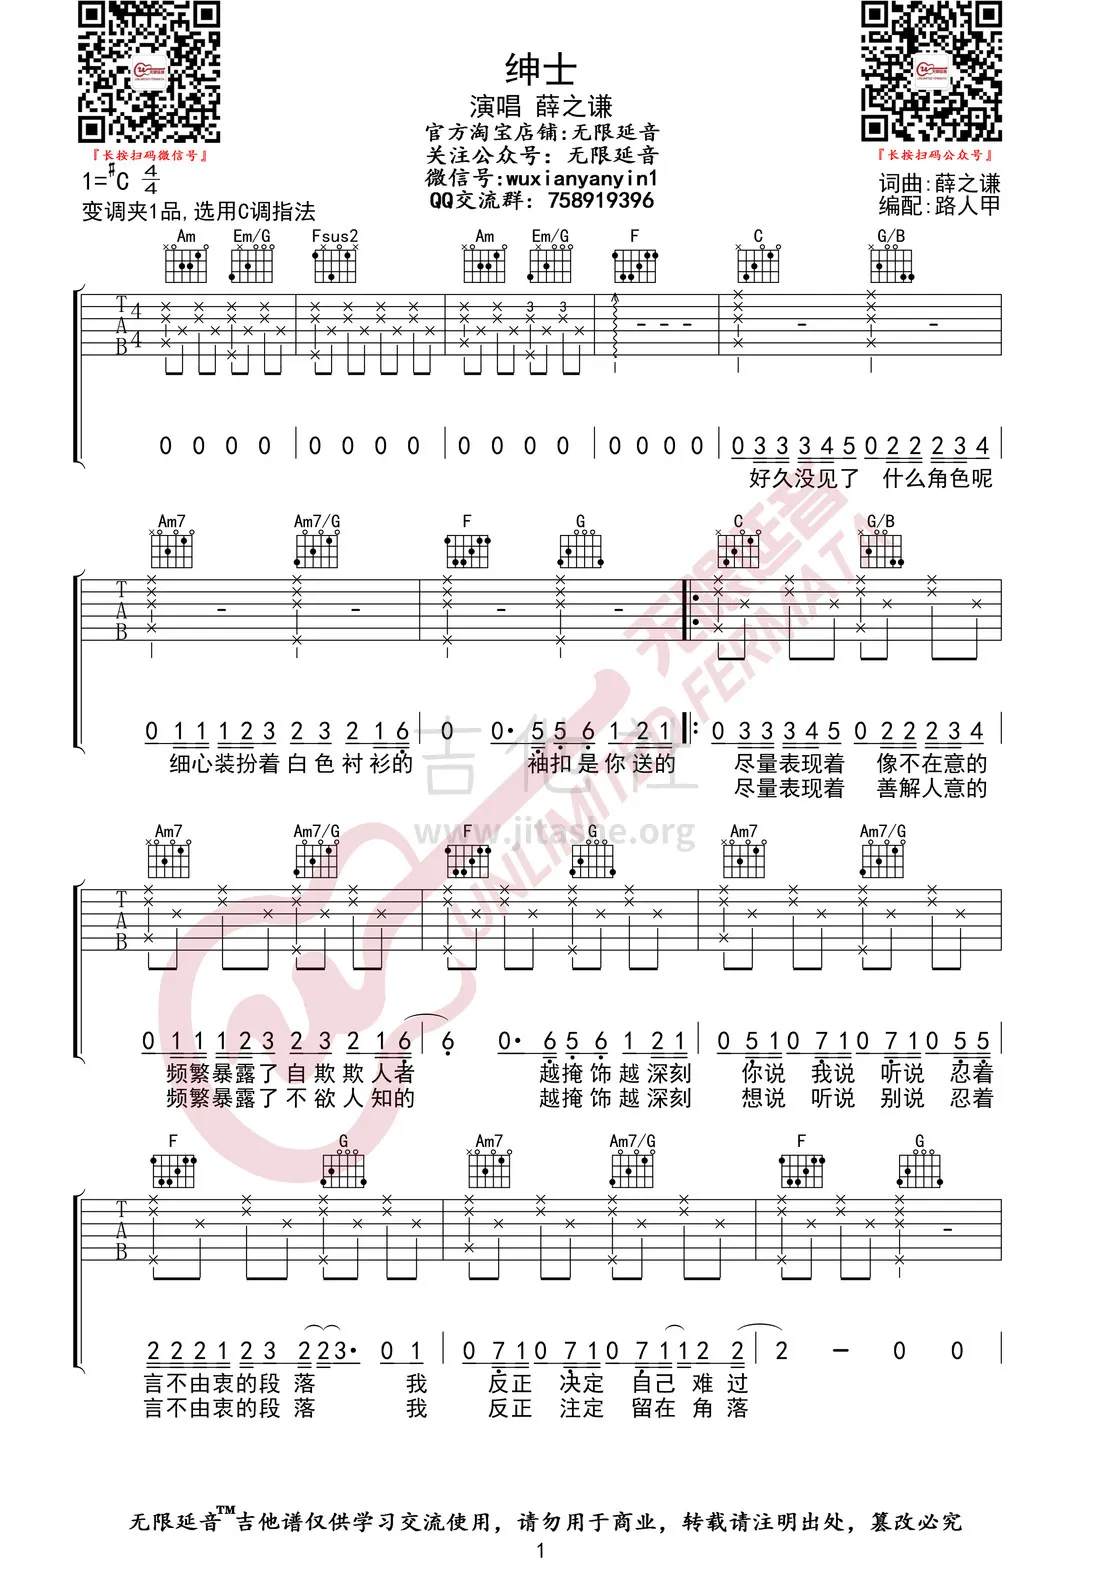 绅士
演唱 薛之谦
官方淘宝店铺:无限延音
关注公众号: 无限延音
微信号:wuxianyanyin1
QQ交流群: 758919396
『长按扫码微信号』
『长按扫码公众号』
1=#C 4/4
变调夹1品,选用C调指法
词曲:薛之谦
编配:路人甲
Am Em/G Fsus2 Am Em/G F C G/B
T A B 4/4 3 3
0 0 0 0 | 0 0 0 0 | 0 0 0 0 | 0 0 0 0 | 0 3 3 3 4 5 0 2 2 2 3 4
好久没见了 什么角色呢
Am7 Am7/G F G C G/B
T A B
0 1 1 1 2 3 2 3 2 1 6 | 0 0· 5 5 6 1 2 1 |: 0 3 3 3 4 5 0 2 2 2 3 4
细心装扮着 白色衬衫的 袖扣是你送的 尽量表现着 像不在意的
尽量表现着 善解人意的
Am7 Am7/G F G Am7 Am7/G
T A B
0 1 1 1 2 3 2 3 2 1 6 | 6 0· 6 5 6 1 2 1 | 0 5 1 0 7 1 0 7 1 0 5 5
频繁暴露了 自欺欺人者 越掩饰越深刻 你说 我说 听说 忍着
频繁暴露了 不欲人知的 越掩饰越深刻 想说 听说 别说 忍着
F G Am7 Am7/G F G
T A B
2 2 2 1 2 3 2 2 3· 0 1 | 0 7 1 0 7 1 0 7 1 1 2 2 | 2 — 0 0
言不由衷的段落 我 反正 决定 自己 难过
言不由衷的段落 我 反正 注定 留在 角落
无限延音
UNLIMITED FERMATA
吉他社
www.jitashe.org
无限延音™吉他谱仅供学习交流使用，请勿用于商业，转载请注明出处，篡改必究
1